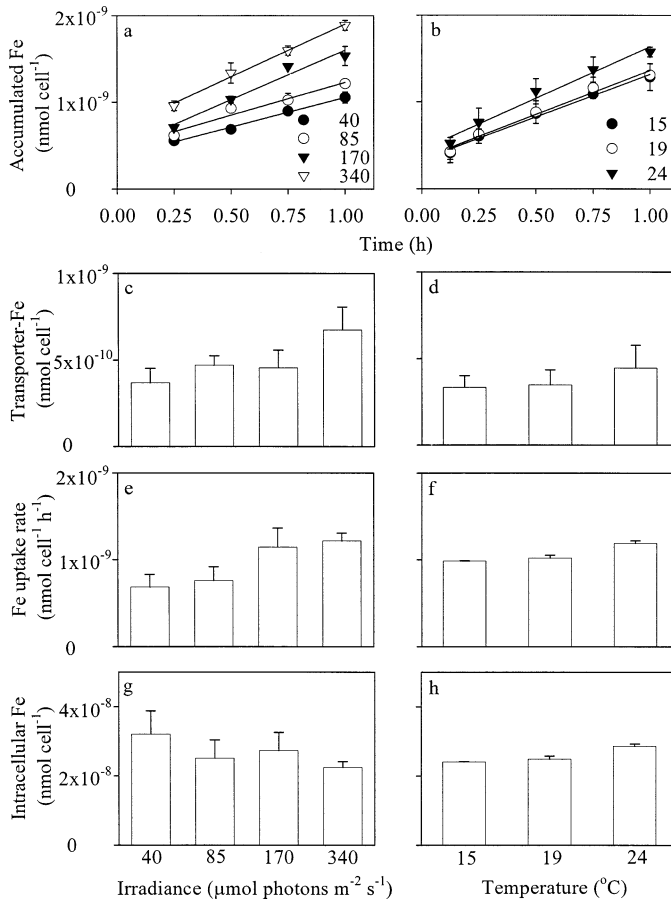 2x10⁻⁹
1x10⁻⁹
0
Accumulated Fe
(nmol cell⁻¹)
a
40
85
170
340
b
15
19
24
0.00 0.25 0.50 0.75 1.00
0.00 0.25 0.50 0.75 1.00
Time (h)
1x10⁻⁹
5x10⁻¹⁰
0
Transporter-Fe
(nmol cell⁻¹)
c
d
2x10⁻⁹
1x10⁻⁹
0
Fe uptake rate
(nmol cell⁻¹ h⁻¹)
e
f
4x10⁻⁸
2x10⁻⁸
0
Intracellular Fe
(nmol cell⁻¹)
g
h
40 85 170 340
15 19 24
Irradiance (μmol photons m⁻² s⁻¹)
Temperature (°C)